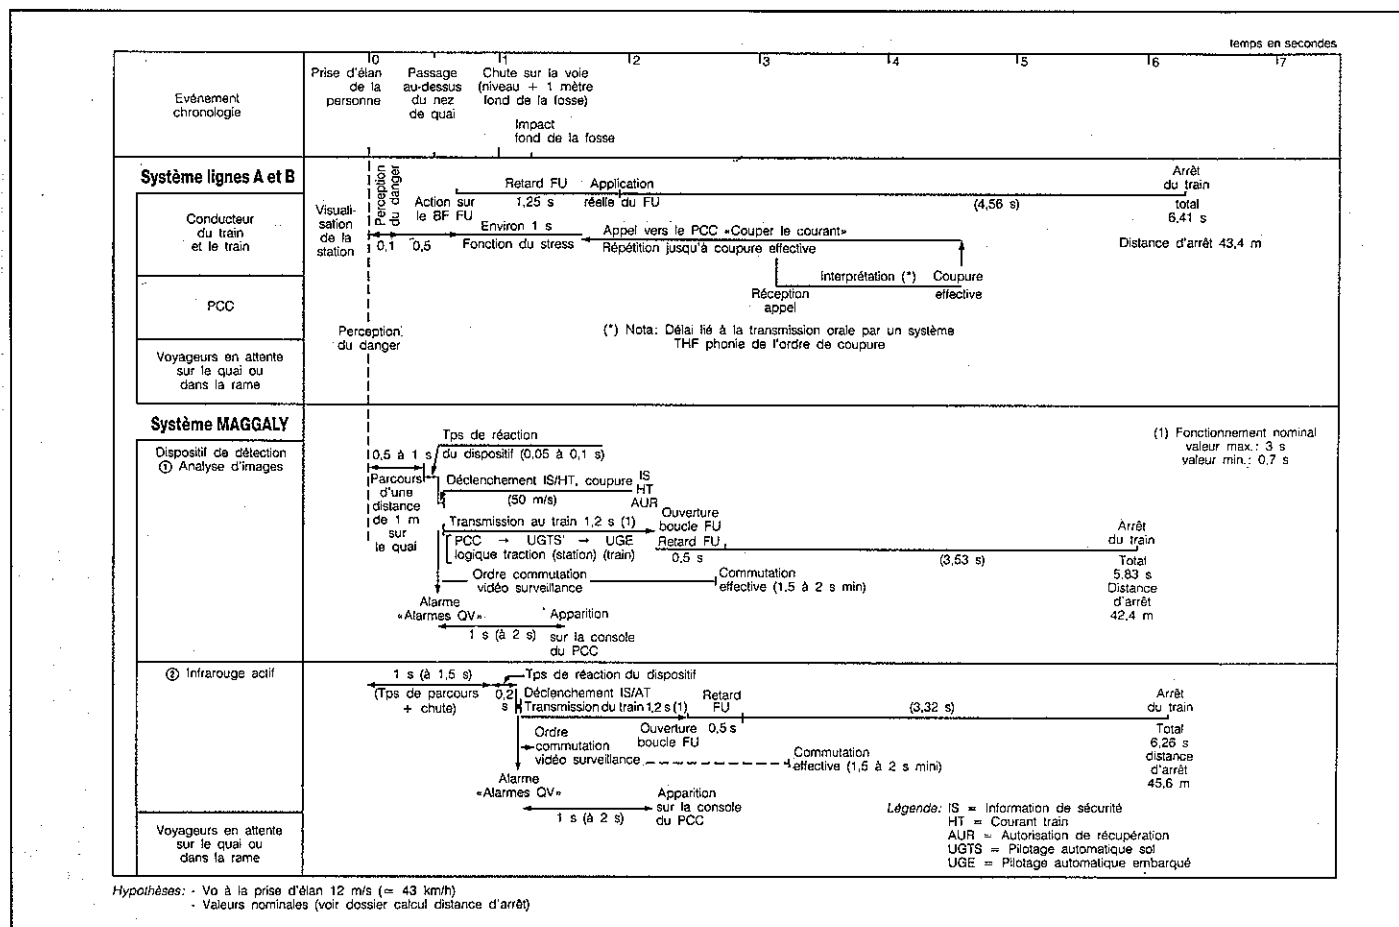 temps en secondes
0 1 2 3 4 5 6 7
Evénement
chronologie
Prise d'élan
de la
personne
Passage
au-dessus
du nez
de quai
Chute sur la voie
(niveau + 1 mètre
fond de la fosse)
Impact
fond de la fosse
Système lignes A et B
Conducteur
du train
et le train
Visuali-
sation
de la
station
Perception
du danger
0,1
0,5
Action sur
le BF FU
Retard FU
1,25 s
Application
réelle du FU
(4,56 s)
Arrêt
du train
total
6,41 s
Distance d'arrêt 43,4 m
Environ 1 s
Fonction du stress
Appel vers le PCC «Couper le courant»
Répétition jusqu'à coupure effective
PCC
Interprétation (*)
Réception
appel
Coupure
effective
(*) Nota: Délai lié à la transmission orale par un système
THF phonie de l'ordre de coupure
Perception
du danger
Voyageurs en attente
sur le quai ou
dans la rame
Système MAGGALY
Dispositif de détection
① Analyse d'images
0,5 à 1 s
Parcours
d'une
distance
de 1 m
sur
le quai
Tps de réaction
du dispositif (0,05 à 0,1 s)
Déclenchement IS/HT, coupure
(50 m/s)
IS
HT
AUR
Transmission au train 1,2 s (1)
PCC → UGTS' → UGE
logique traction (station) (train)
Ouverture
boucle FU
Retard FU
0,5 s
(3,53 s)
Arrêt
du train
Total
5,83 s
Distance
d'arrêt
42,4 m
(1) Fonctionnement nominal
valeur max.: 3 s
valeur min.: 0,7 s
Ordre commutation
vidéo surveillance
Commutation
effective (1,5 à 2 s min)
Alarme
«Alarmes QV»
1 s (à 2 s)
Apparition
sur la console
du PCC
② Infrarouge actif
1 s (à 1,5 s)
(Tps de parcours
+ chute)
Tps de réaction du dispositif
0,2
s
Déclenchement IS/AT
Transmission du train 1,2 s (1)
Ouverture
boucle FU
Retard
FU
0,5 s
(3,32 s)
Arrêt
du train
Total
6,26 s
distance
d'arrêt
45,6 m
Ordre
commutation
vidéo surveillance
Commutation
effective (1,5 à 2 s mini)
Alarme
«Alarmes QV»
1 s (à 2 s)
Apparition
sur la console
du PCC
Voyageurs en attente
sur le quai ou
dans la rame
Légende: IS = Information de sécurité
HT = Courant train
AUR = Autorisation de récupération
UGTS = Pilotage automatique sol
UGE = Pilotage automatique embarqué
Hypothèses: - Vo à la prise d'élan 12 m/s (≃ 43 km/h)
- Valeurs nominales (voir dossier calcul distance d'arrêt)